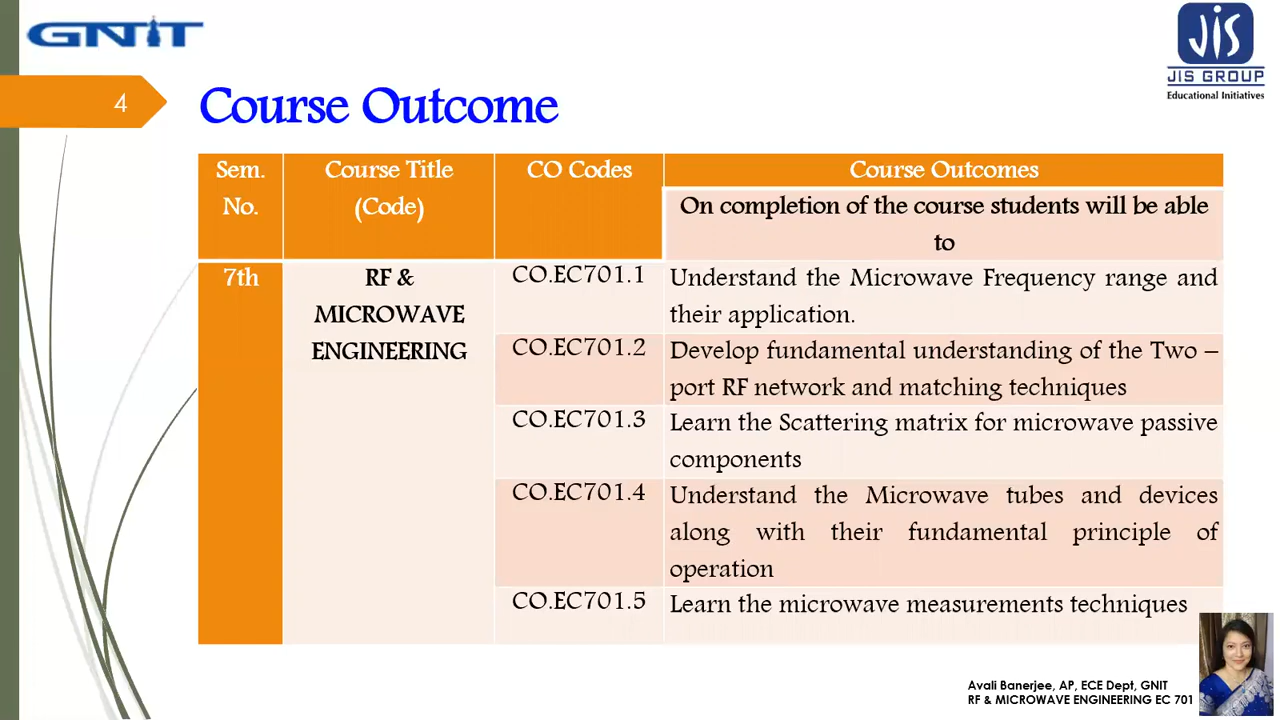 GNIT
JIS
JIS GROUP
Educational Initiatives
4
Course Outcome
Sem. No.
Course Title (Code)
CO Codes
Course Outcomes
On completion of the course students will be able
to
7th
RF &
MICROWAVE
ENGINEERING
CO.EC701.1
Understand the Microwave Frequency range and
their application.
CO.EC701.2
Develop fundamental understanding of the Two –
port RF network and matching techniques
CO.EC701.3
Learn the Scattering matrix for microwave passive
components
CO.EC701.4
Understand the Microwave tubes and devices
along with their fundamental principle of
operation
CO.EC701.5
Learn the microwave measurements techniques
Avali Banerjee, AP, ECE Dept, GNIT
RF & MICROWAVE ENGINEERING EC 701